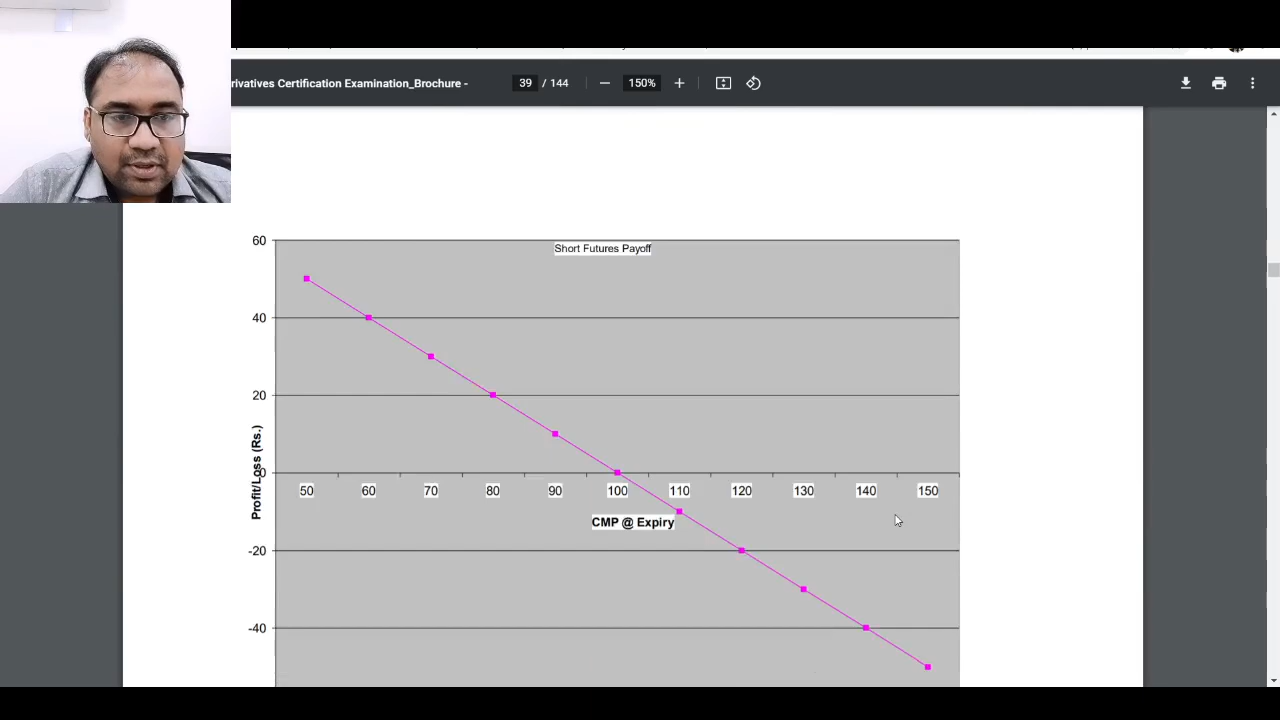 rivatives Certification Examination_Brochure -
39 / 144
150%
Short Futures Payoff
60
40
20
0
-20
-40
Profit/Loss (Rs.)
50 60 70 80 90 100 110 120 130 140 150
CMP @ Expiry